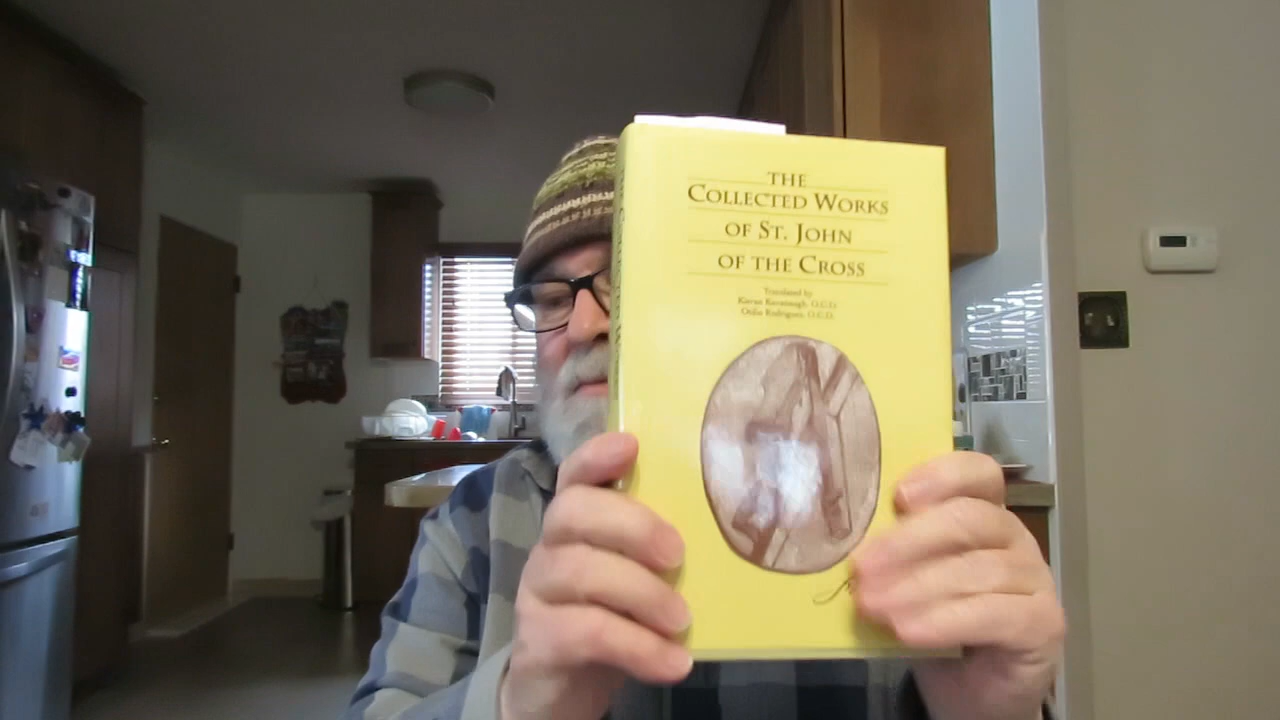 THE
COLLECTED WORKS
OF ST. JOHN
OF THE CROSS
Translated by
Kieran Kavanaugh, O.C.D.
Otilio Rodriguez, O.C.D.